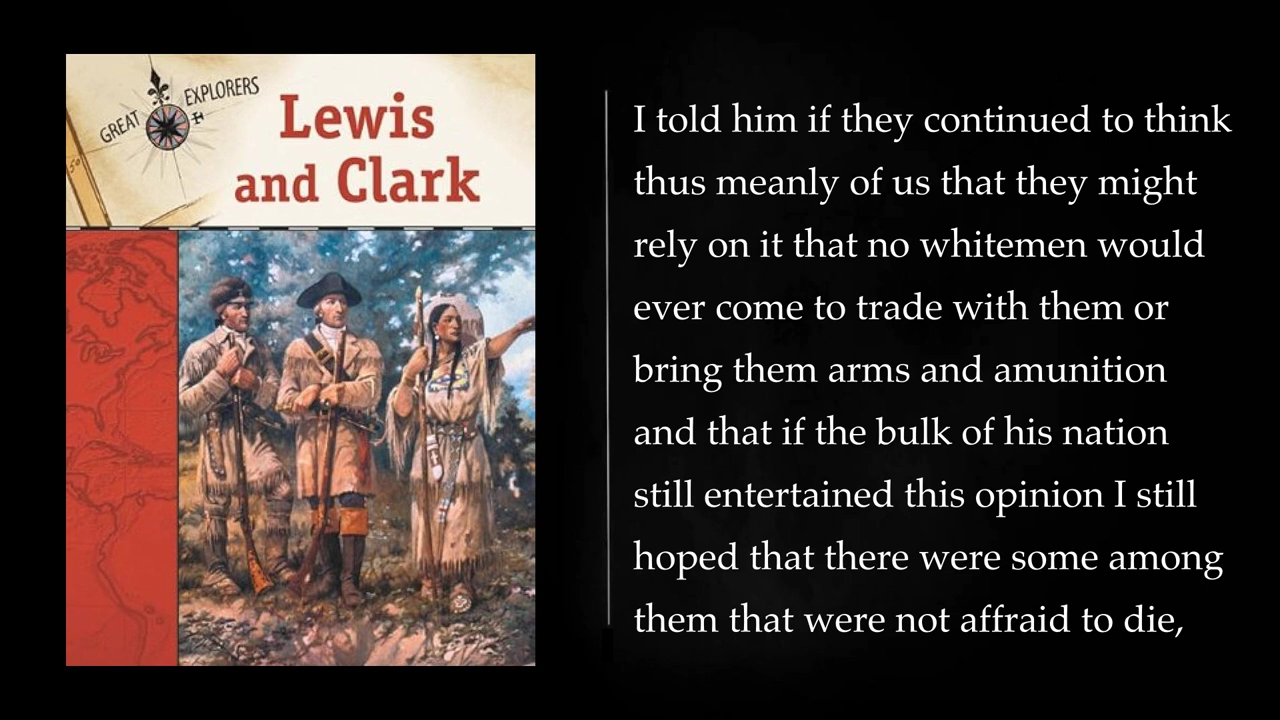 GREAT EXPLORERS
Lewis
and Clark
I told him if they continued to think
thus meanly of us that they might
rely on it that no whitemen would
ever come to trade with them or
bring them arms and amunition
and that if the bulk of his nation
still entertained this opinion I still
hoped that there were some among
them that were not affraid to die,